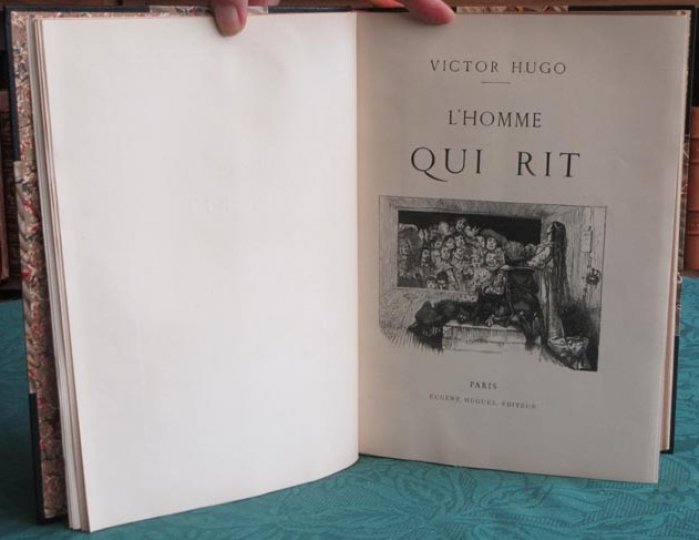 VICTOR HUGO
L'HOMME
QUI RIT
PARIS
EUGÈNE HUGUES, ÉDITEUR